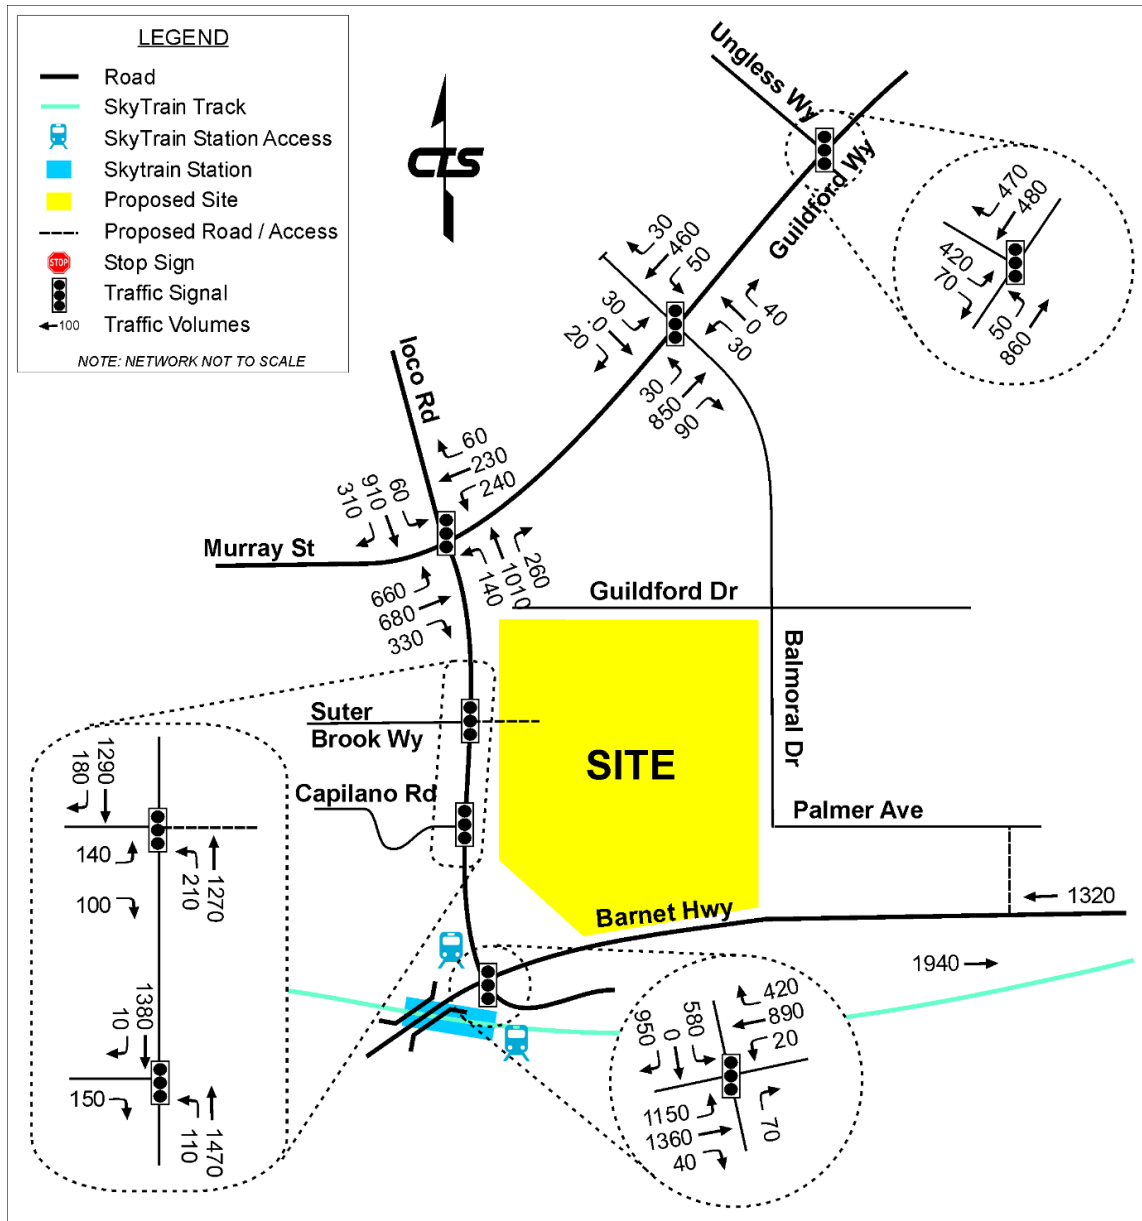 LEGEND
Road
SkyTrain Track
SkyTrain Station Access
Skytrain Station
Proposed Site
Proposed Road / Access
STOP
Stop Sign
Traffic Signal
100
Traffic Volumes
NOTE: NETWORK NOT TO SCALE
CTS
Ungless Wy
Guildford Wy
470
480
420
70
50
860
30
460
50
30
0
20
40
0
30
30
850
90
Ioco Rd
60
230
240
60
910
310
Murray St
260
1010
140
660
680
330
Guildford Dr
Balmoral Dr
Suter
Brook Wy
SITE
Capilano Rd
Palmer Ave
Barnet Hwy
1320
1940
1290
180
140
100
1270
210
1380
10
150
110
1470
420
890
20
580
0
950
1150
1360
40
70